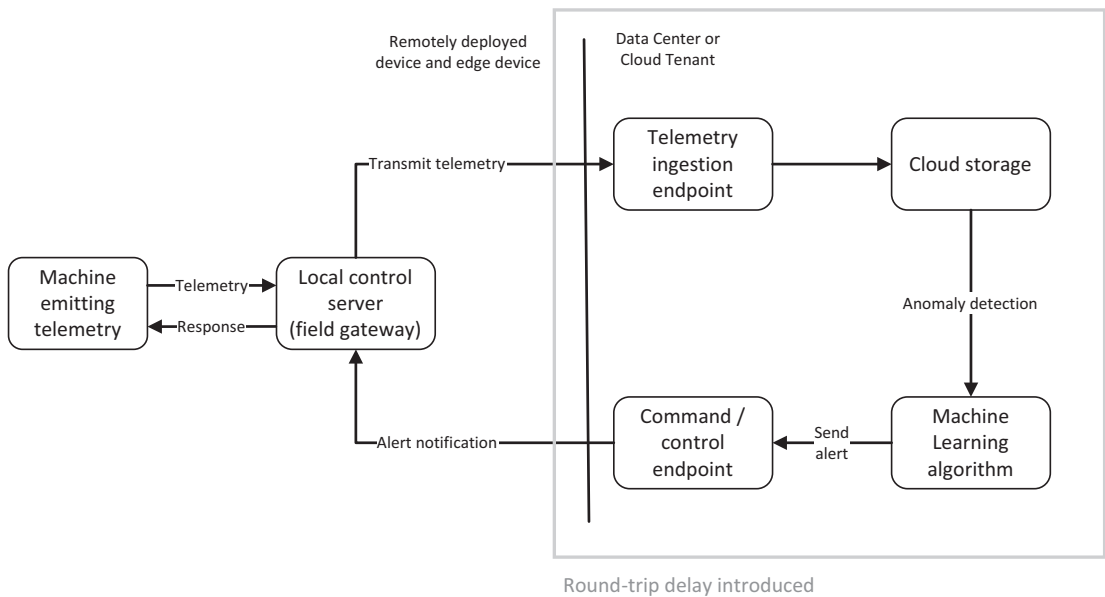 Remotely deployed
device and edge device
Data Center or
Cloud Tenant
Transmit telemetry
Telemetry
ingestion
endpoint
Cloud storage
Machine
emitting
telemetry
Telemetry
Response
Local control
server
(field gateway)
Anomaly detection
Alert notification
Command /
control
endpoint
Send
alert
Machine
Learning
algorithm
Round-trip delay introduced